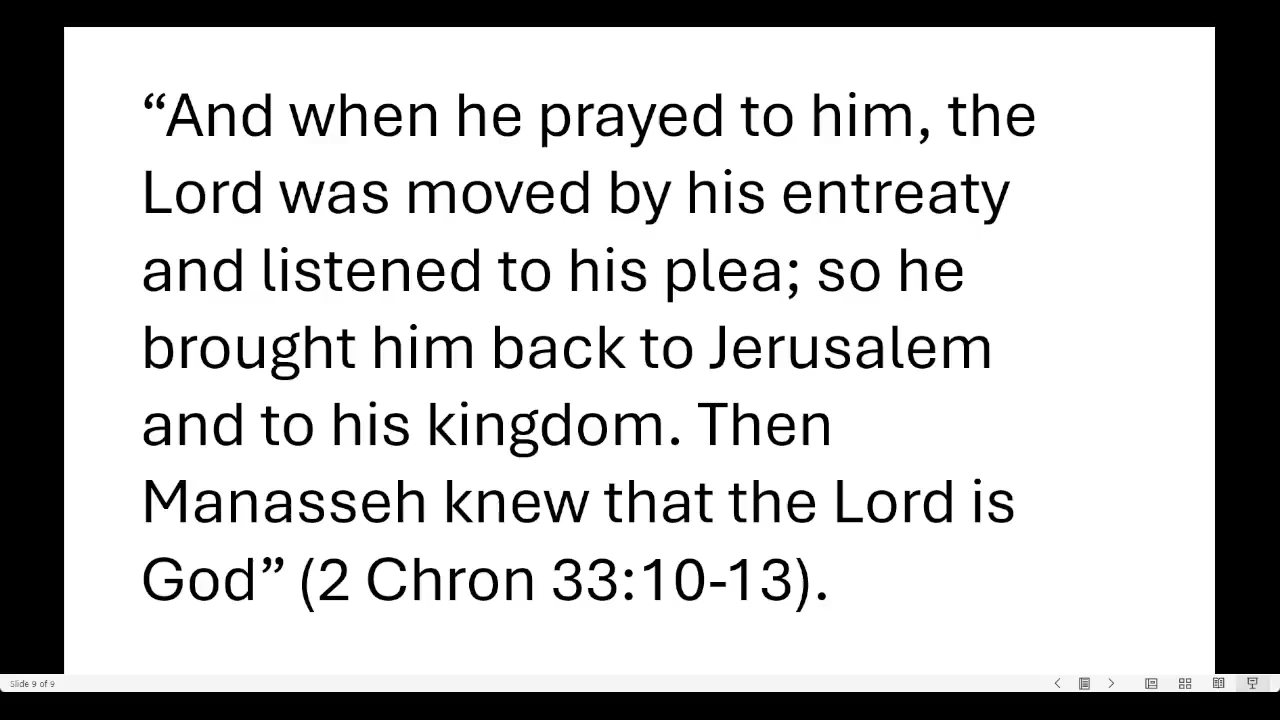 “And when he prayed to him, the
Lord was moved by his entreaty
and listened to his plea; so he
brought him back to Jerusalem
and to his kingdom. Then
Manasseh knew that the Lord is
God” (2 Chron 33:10-13).
Slide 9 of 9